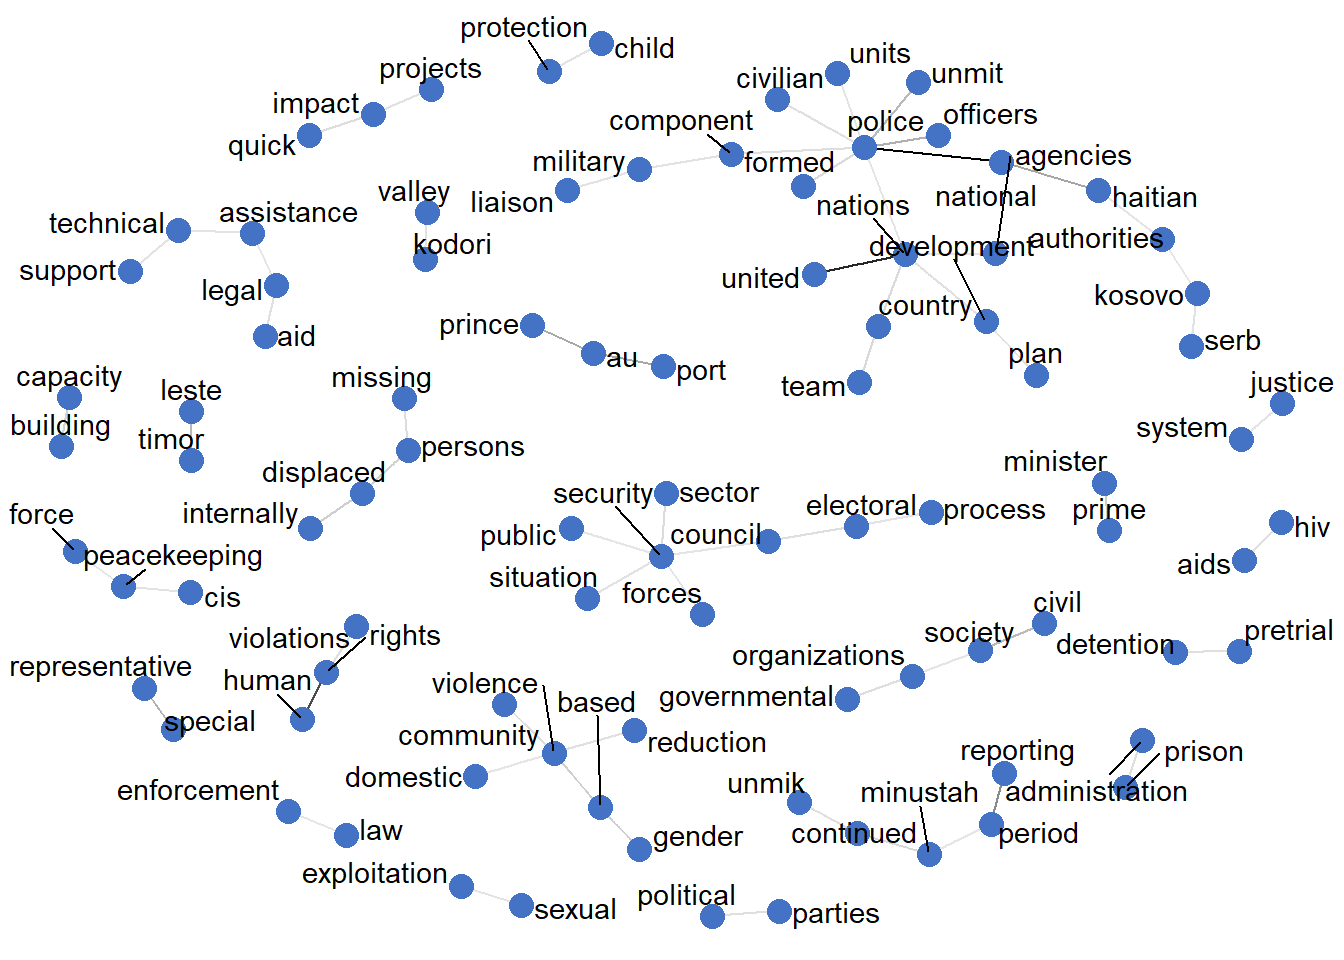 protection
child
units
projects
civilian
unmit
impact
component
police
officers
quick
military
formed
agencies
valley
liaison
national
haitian
technical
assistance
nations
kodori
development
authorities
support
united
legal
country
kosovo
prince
aid
au
plan
serb
capacity
leste
missing
port
team
justice
building
timor
persons
system
displaced
minister
security
sector
electoral
force
internally
public
council
process
prime
hiv
peacekeeping
situation
forces
aids
cis
civil
violations
rights
society
detention
pretrial
representative
human
violence
organizations
based
governmental
special
community
reduction
reporting
prison
domestic
unmik
minustah
administration
enforcement
law
gender
continued
period
exploitation
political
sexual
parties